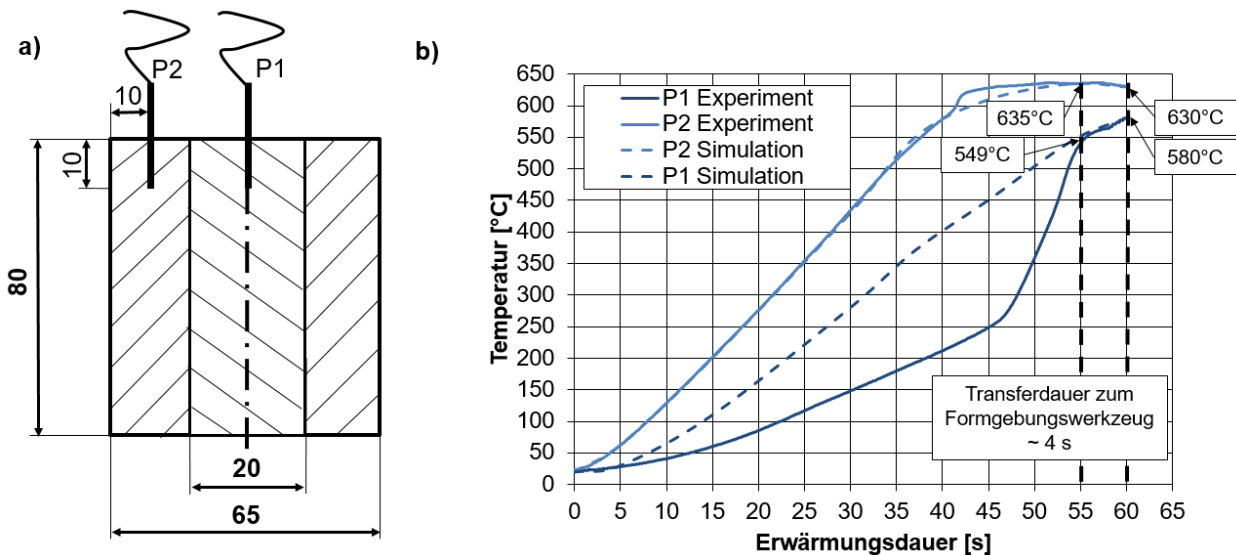 a)
P2
P1
10
10
80
20
65
b)
Temperatur [°C]
650
600
550
500
450
400
350
300
250
200
150
100
50
0
P1 Experiment
P2 Experiment
P2 Simulation
P1 Simulation
635°C
630°C
549°C
580°C
Transferdauer zum
Formgebungswerkzeug
~ 4 s
0 5 10 15 20 25 30 35 40 45 50 55 60 65
Erwärmungsdauer [s]